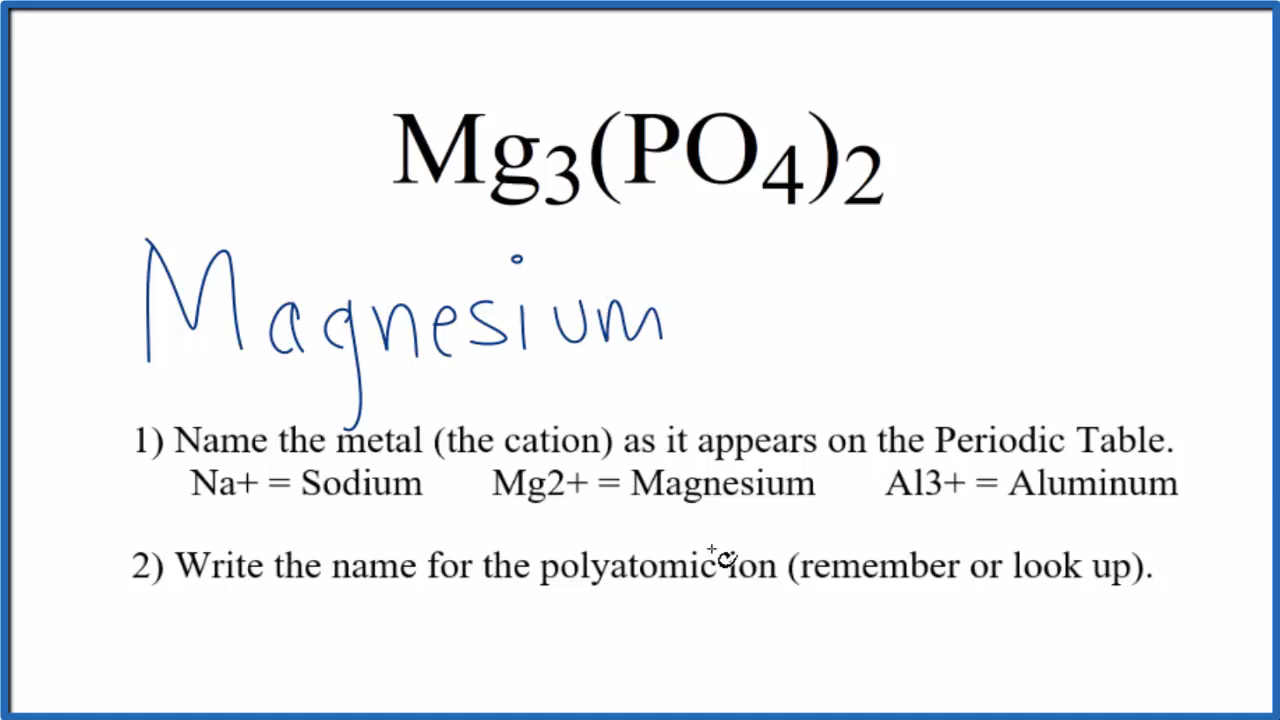 Mg3(PO4)2
Magnesium
1) Name the metal (the cation) as it appears on the Periodic Table.
Na+ = Sodium Mg2+ = Magnesium Al3+ = Aluminum
2) Write the name for the polyatomic ion (remember or look up).